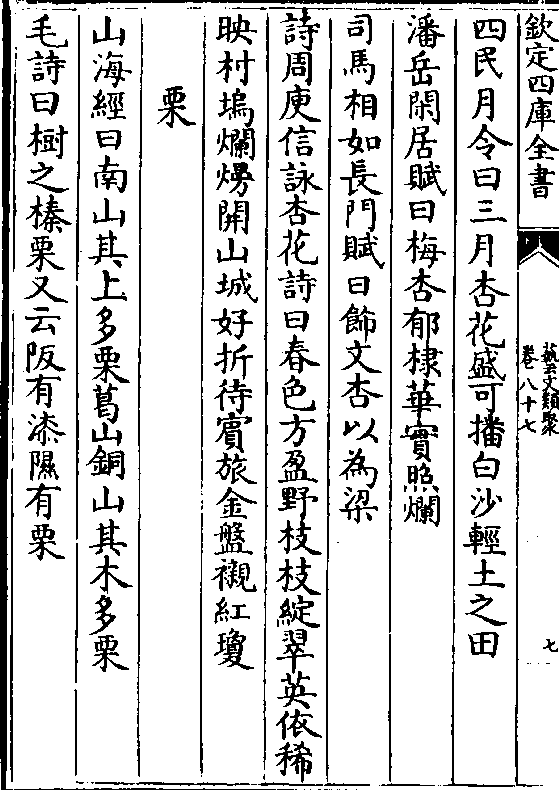 欽定四庫全書
藝文類聚
卷八十七
七
四民月令曰三月杏花盛可播白沙輕土之田
潘岳閑居賦曰梅杏郁棣華實照爛
司馬相如長門賦曰飾文杏以為梁
詩周庾信詠杏花詩曰春色方盈野枝枝綻翠英依稀
映村塢爛熳開山城好折待賓旅金盤襯紅瓊
栗
山海經曰南山其上多栗葛山銅山其木多栗
毛詩曰樹之榛栗又云阪有漆隰有栗